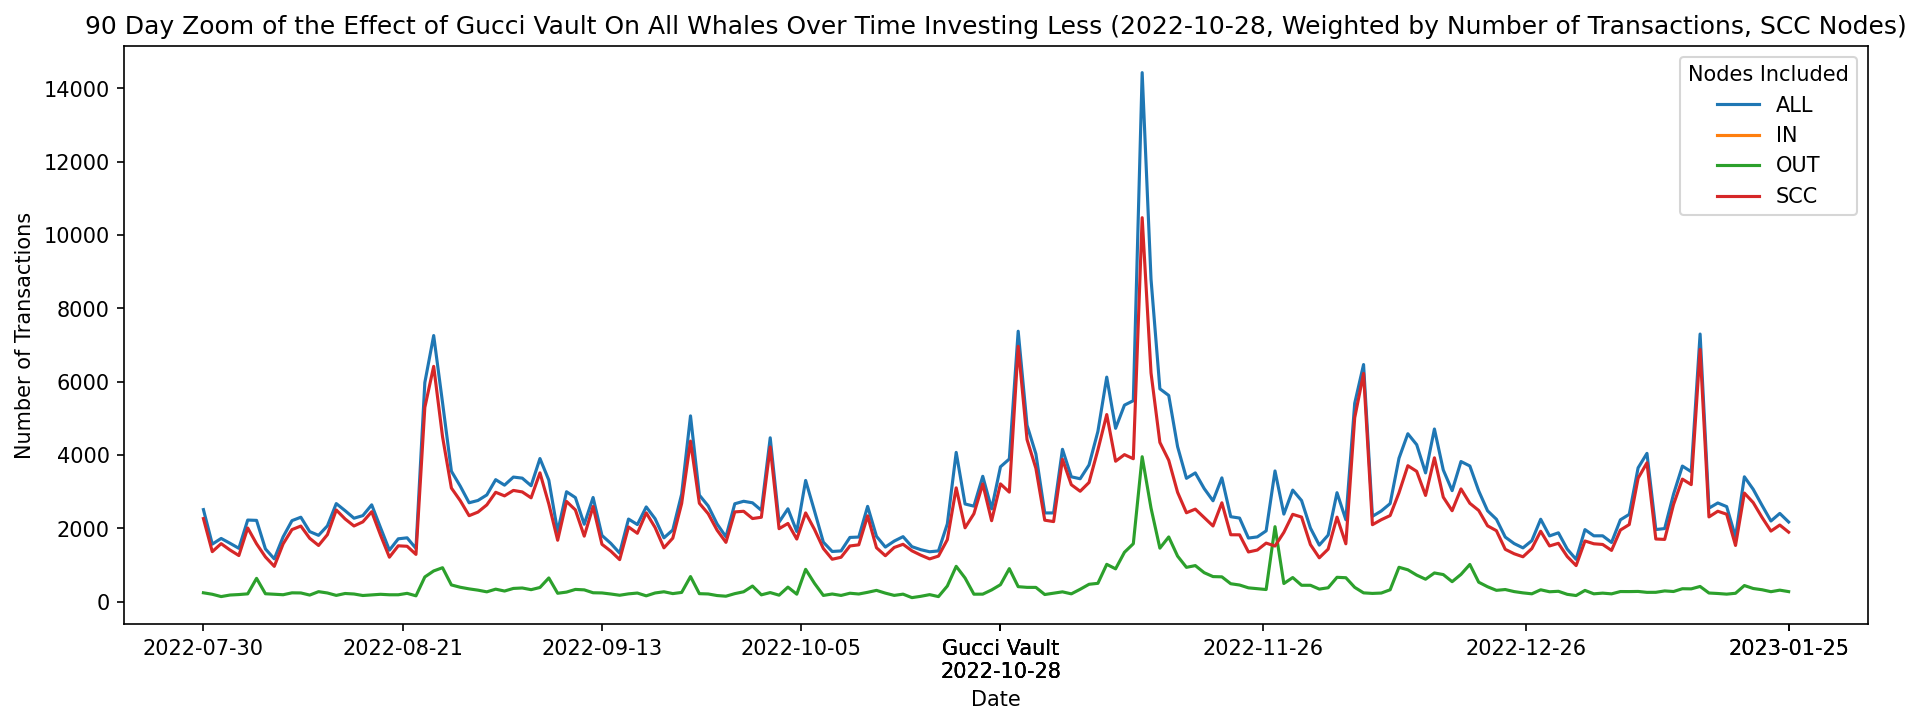 90 Day Zoom of the Effect of Gucci Vault On All Whales Over Time Investing Less (2022-10-28, Weighted by Number of Transactions, SCC Nodes)
Nodes Included
ALL
IN
OUT
SCC
Number of Transactions
14000
12000
10000
8000
6000
4000
2000
0
2022-07-30
2022-08-21
2022-09-13
2022-10-05
Gucci Vault
2022-10-28
2022-11-26
2022-12-26
2023-01-25
Date